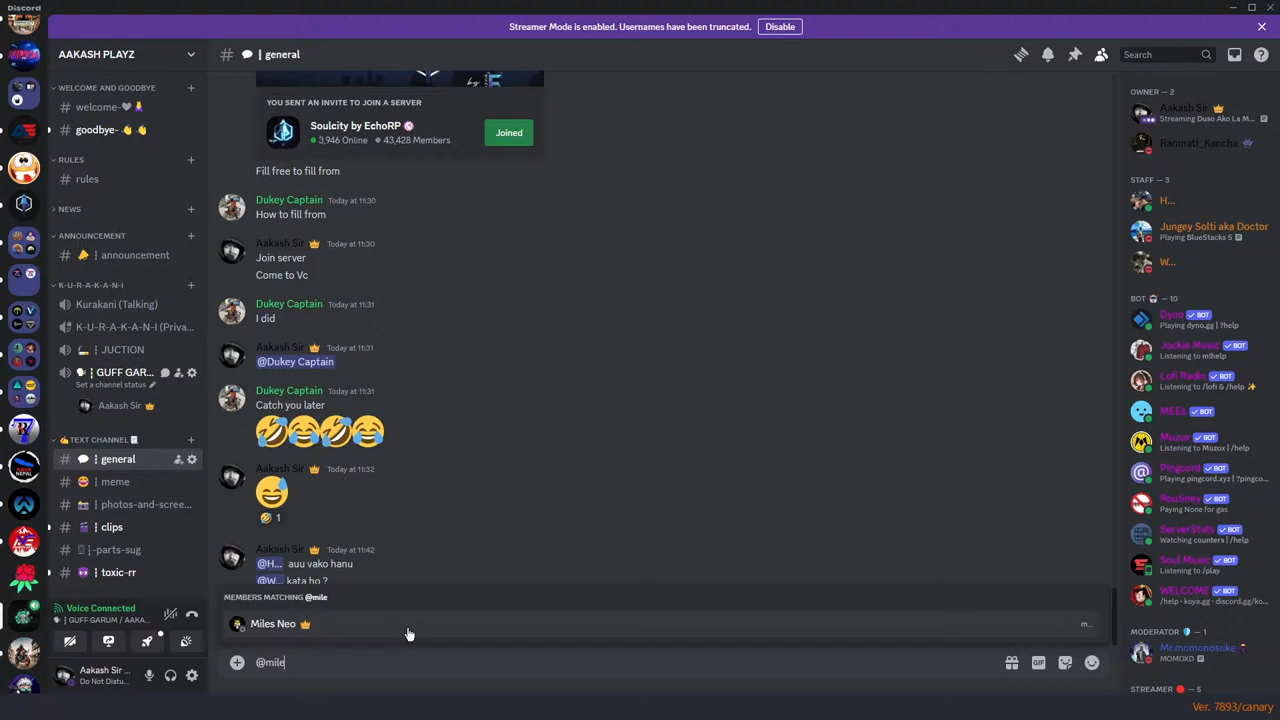 Discord
Streamer Mode is enabled. Usernames have been truncated. Disable
AAKASH PLAYZ
WELCOME AND GOODBYE
welcome-
goodbye-
RULES
rules
NEWS
ANNOUNCEMENT
announcement
K-U-R-A-K-A-N-I
Kurakani (Talking)
K-U-R-A-K-A-N-I (Priva...
JUCTION
GUFF GAR...
Set a channel status
Aakash Sir
TEXT CHANNEL
general
meme
photos-and-scree...
clips
-parts-sug
toxic-rr
Voice Connected
GUFF GARUM / AAKA...
Aakash Sir ...
Do Not Distu...
general
by E
YOU SENT AN INVITE TO JOIN A SERVER
Soulcity by EchoRP
3,946 Online 43,428 Members
Joined
Fill free to fill from
Dukey Captain Today at 11:30
How to fill from
Aakash Sir Today at 11:30
Join server
Come to Vc
Dukey Captain Today at 11:31
I did
Aakash Sir Today at 11:31
@Dukey Captain
Dukey Captain Today at 11:31
Catch you later
Aakash Sir Today at 11:32
1
Aakash Sir Today at 11:42
@H... auu vako hanu
@W... kata ho ?
MEMBERS MATCHING @mile
Miles Neo m...
@mile
GIF
Search
OWNER – 2
Aakash Sir
Streaming Duso Ako La M...
Ranmati_Kancha
STAFF – 3
H...
Jungey Solti aka Doctor
Playing BlueStacks 5
W...
BOT – 10
Dyno BOT
Playing dyno.gg | ?help
Jockie Music BOT
Listening to m!help
Lofi Radio BOT
Listening to /lofi & /help
MEE6 BOT
Muzox BOT
Listening to Muzox | /help
Pingcord BOT
Playing pingcord.xyz | ?pingco...
Routiney BOT
Paying None for gas
ServerStats BOT
Watching counters | /help
Soul Music BOT
Listening to /play
WELCOME BOT
/help - koya.gg - discord.gg/ko...
MODERATOR – 1
Mr.momonosuke
MOMOXD
STREAMER – 5
Ver. 7893/canary